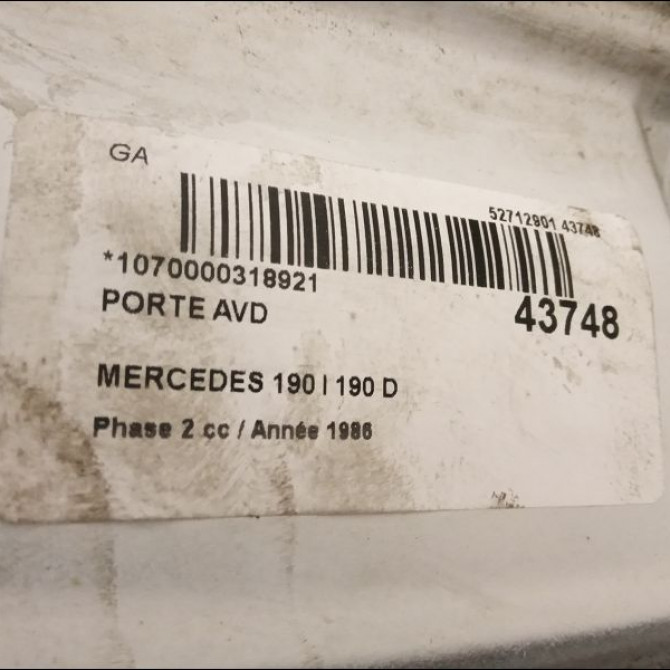 GA
52712901 43748
*1070000318921
43748
PORTE AVD
MERCEDES 190 I 190 D
Phase 2 cc / Année 1986